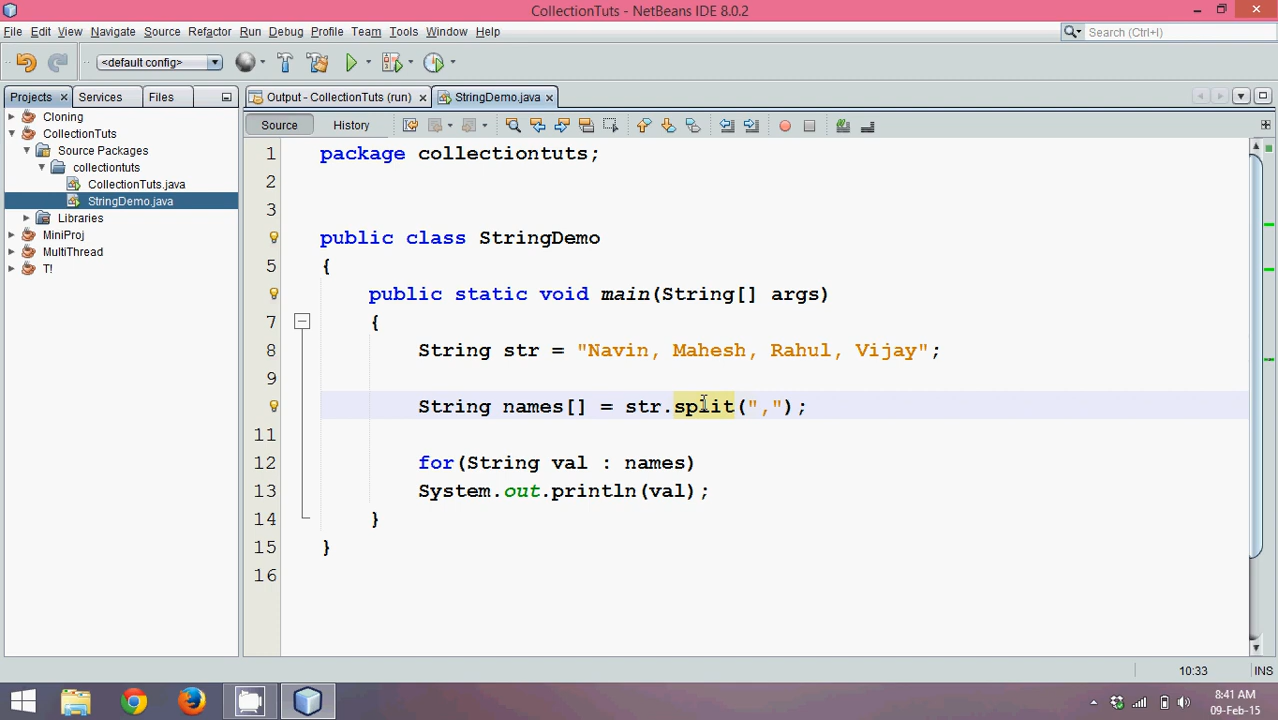 CollectionTuts - NetBeans IDE 8.0.2
File Edit View Navigate Source Refactor Run Debug Profile Team Tools Window Help
Search (Ctrl+I)
<default config>
Projects Services Files
Output - CollectionTuts (run) StringDemo.java
Source History
Cloning
CollectionTuts
Source Packages
collectiontuts
CollectionTuts.java
StringDemo.java
Libraries
MiniProj
MultiThread
T!
1 package collectiontuts;
2
3
public class StringDemo
5 {
public static void main(String[] args)
7 {
8 String str = "Navin, Mahesh, Rahul, Vijay";
9
String names[] = str.split(",");
11
12 for(String val : names)
13 System.out.println(val);
14 }
15 }
16
10:33 INS
8:41 AM
09-Feb-15